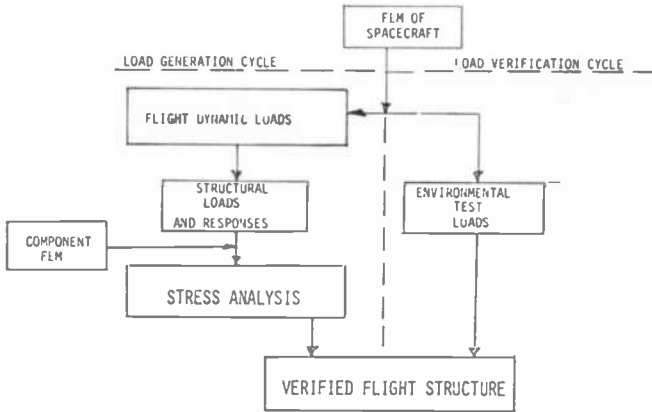 FEM OF
SPACECRAFT
LOAD GENERATION CYCLE
LOAD VERIFICATION CYCLE
FLIGHT DYNAMIC LOADS
STRUCTURAL
LOADS
AND RESPONSES
ENVIRONMENTAL
TEST
LOADS
COMPONENT
FEM
STRESS ANALYSIS
VERIFIED FLIGHT STRUCTURE